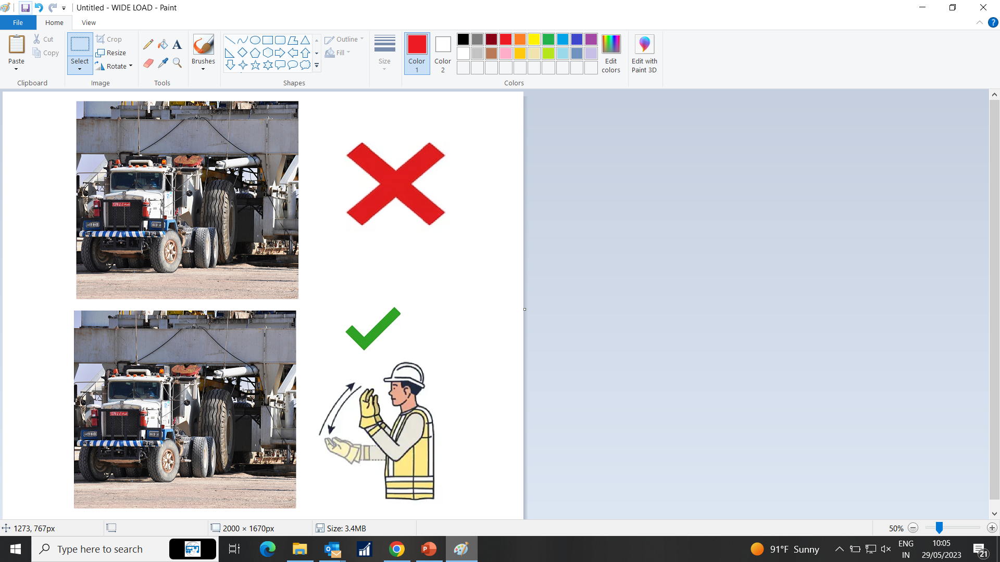 Untitled - WIDE LOAD - Paint
File
Home
View
Paste
Cut
Copy
Clipboard
Select
Crop
Resize
Rotate
Image
A
Tools
Brushes
Outline
Fill
Shapes
Size
Color
1
Color
2
Edit
colors
Colors
Edit with
Paint 3D
?
779
779
1273, 767px
2000 × 1670px
Size: 3.4MB
50%
Type here to search
91°F Sunny
ENG
IN
10:05
29/05/2023
21